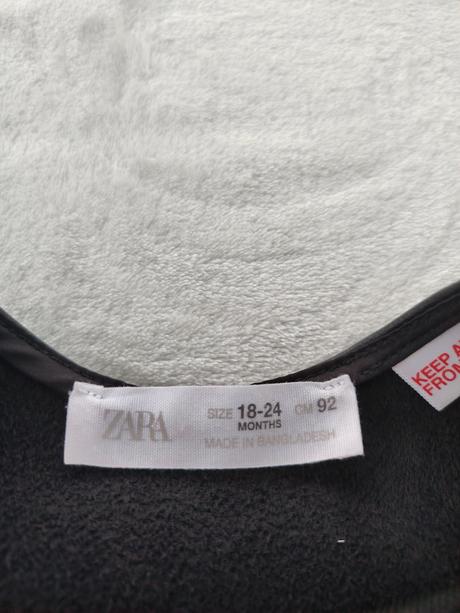 ZARA
SIZE 18-24 CM 92
MONTHS
MADE IN BANGLADESH
KEEP
FROM